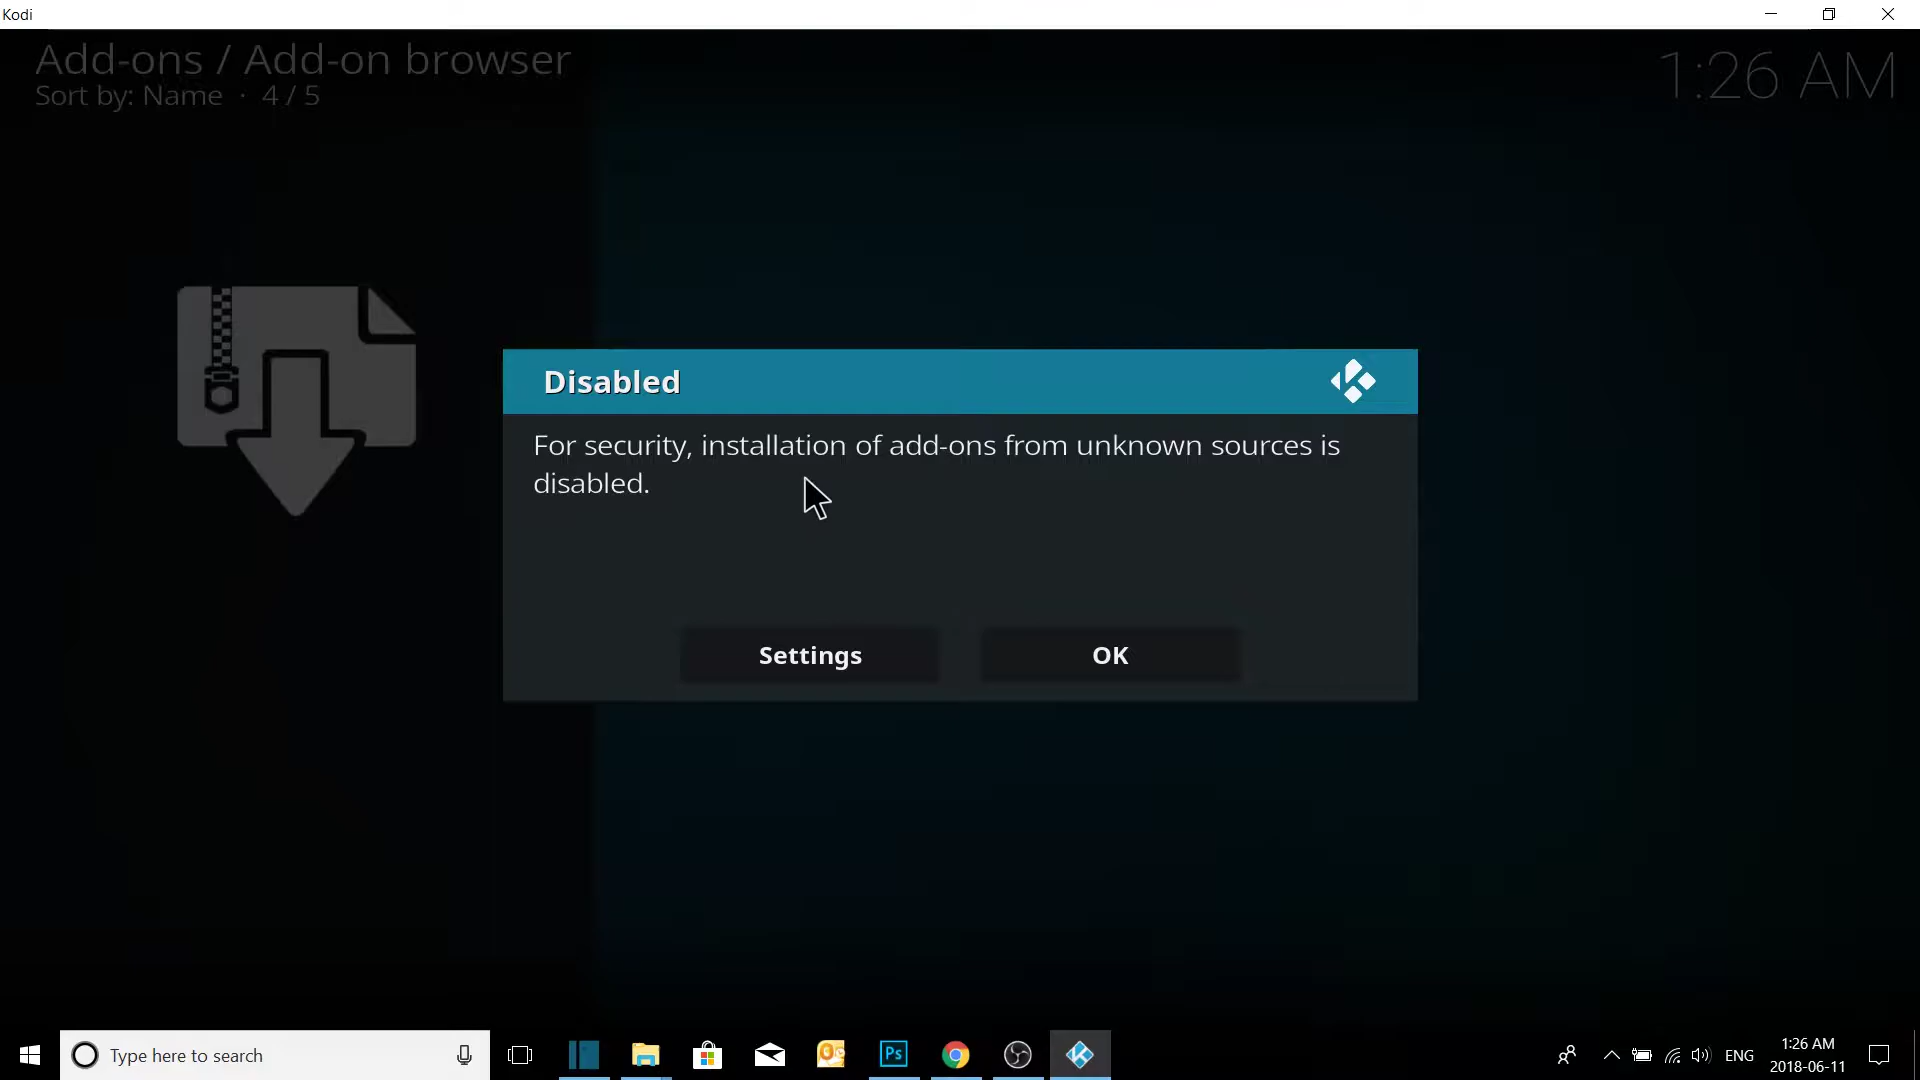 Kodi
Add-ons / Add-on browser
Sort by: Name · 4 / 5
1:26 AM
Disabled
For security, installation of add-ons from unknown sources is
disabled.
Settings
OK
Type here to search
Ps
ENG
1:26 AM
2018-06-11